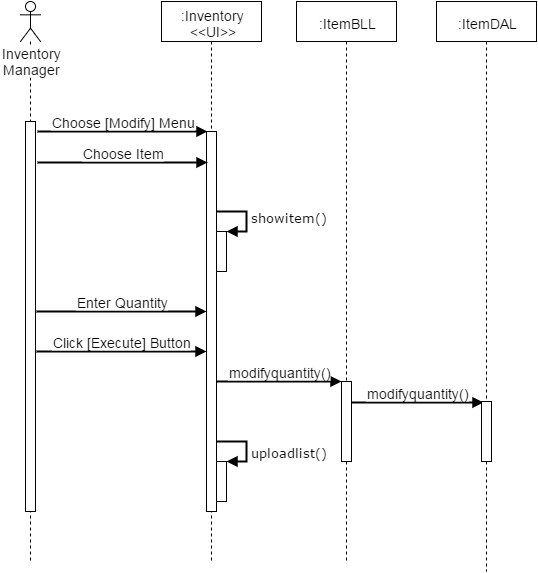 :Inventory
<<UI>>
:ItemBLL
:ItemDAL
Inventory
Manager
Choose [Modify] Menu
Choose Item
showitem()
Enter Quantity
Click [Execute] Button
modifyquantity()
modifyquantity()
uploadlist()